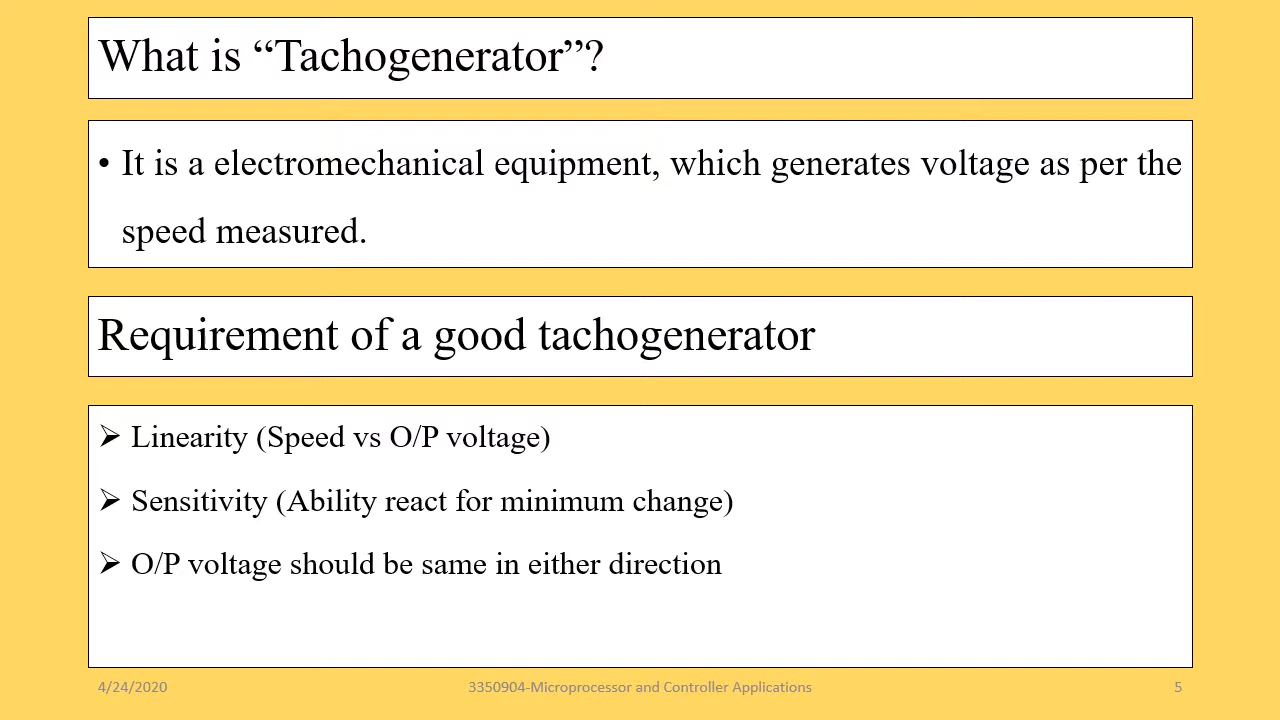 What is “Tachogenerator”?
• It is a electromechanical equipment, which generates voltage as per the
speed measured.
Requirement of a good tachogenerator
➢ Linearity (Speed vs O/P voltage)
➢ Sensitivity (Ability react for minimum change)
➢ O/P voltage should be same in either direction
4/24/2020 3350904-Microprocessor and Controller Applications 5